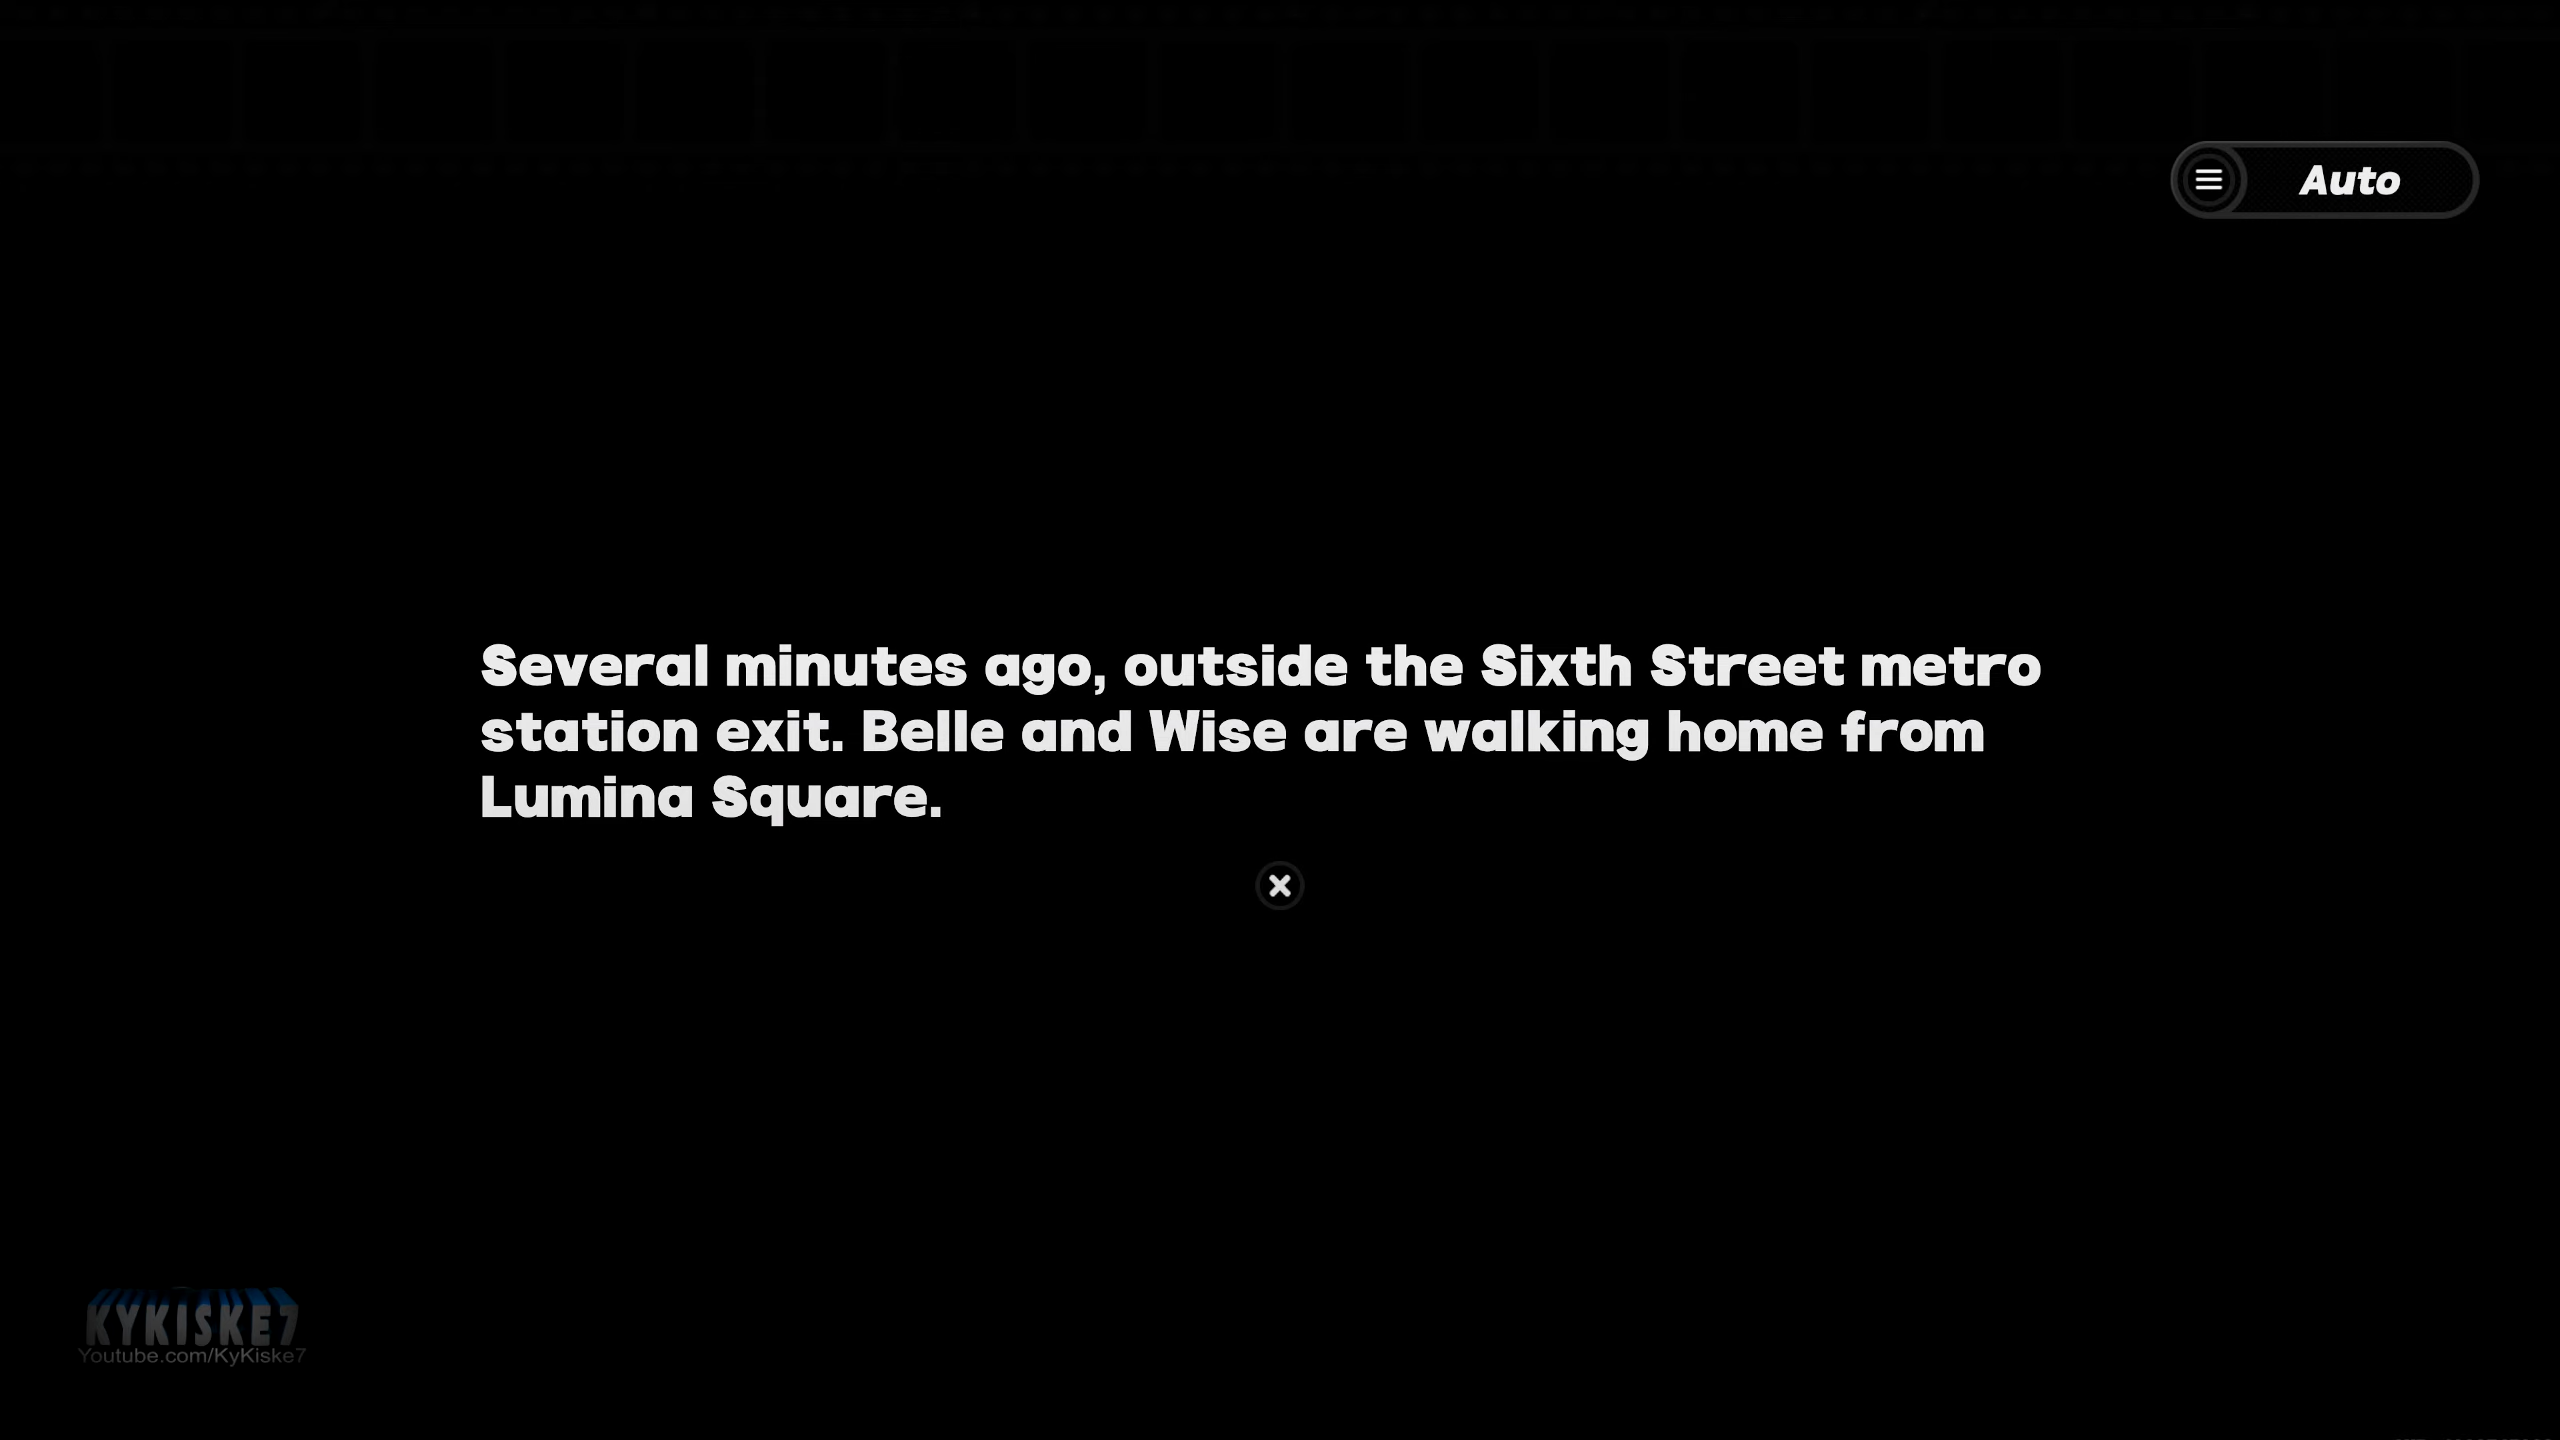 Auto
Several minutes ago, outside the Sixth Street metro
station exit. Belle and Wise are walking home from
Lumina Square.
KYKISKE7
Youtube.com/KyKiske7